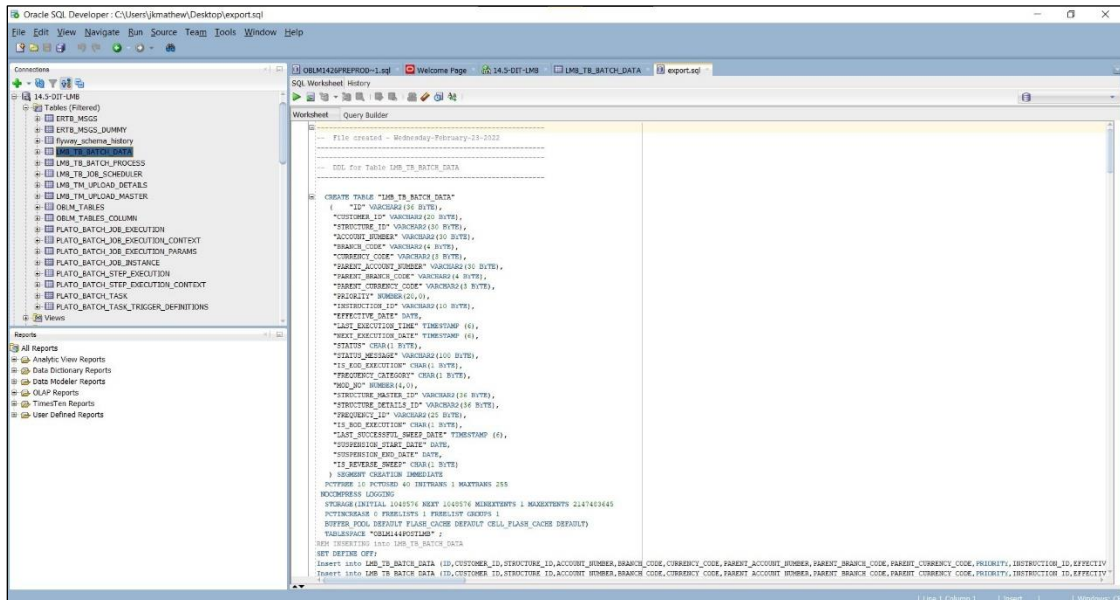 Oracle SQL Developer : C:\Users\jkmathew\Desktop\export.sql
File Edit View Navigate Run Source Team Tools Window Help
Connections
14.5-DIT-LMB
Tables (Filtered)
ERTB_MSGS
ERTB_MSGS_DUMMY
flyway_schema_history
LMB_TB_BATCH_DATA
LMB_TB_BATCH_PROCESS
LMB_TB_JOB_SCHEDULER
LMB_TM_UPLOAD_DETAILS
LMB_TM_UPLOAD_MASTER
OBLM_TABLES
OBLM_TABLES_COLUMN
PLATO_BATCH_JOB_EXECUTION
PLATO_BATCH_JOB_EXECUTION_CONTEXT
PLATO_BATCH_JOB_EXECUTION_PARAMS
PLATO_BATCH_JOB_INSTANCE
PLATO_BATCH_STEP_EXECUTION
PLATO_BATCH_STEP_EXECUTION_CONTEXT
PLATO_BATCH_TASK
PLATO_BATCH_TASK_TRIGGER_DEFINITIONS
Views
Reports
All Reports
Analytic View Reports
Data Dictionary Reports
Data Modeler Reports
OLAP Reports
TimesTen Reports
User Defined Reports
OBLM1426PREPROD~1.sql Welcome Page 14.5-DIT-LMB LMB_TB_BATCH_DATA export.sql
SQL Worksheet History
Worksheet Query Builder
--------------------------------------------------------
-- File created - Wednesday-February-23-2022
--------------------------------------------------------
--------------------------------------------------------
-- DDL for Table LMB_TB_BATCH_DATA
--------------------------------------------------------
CREATE TABLE "LMB_TB_BATCH_DATA"
( "ID" VARCHAR2(36 BYTE),
"CUSTOMER_ID" VARCHAR2(20 BYTE),
"STRUCTURE_ID" VARCHAR2(30 BYTE),
"ACCOUNT_NUMBER" VARCHAR2(30 BYTE),
"BRANCH_CODE" VARCHAR2(4 BYTE),
"CURRENCY_CODE" VARCHAR2(3 BYTE),
"PARENT_ACCOUNT_NUMBER" VARCHAR2(30 BYTE),
"PARENT_BRANCH_CODE" VARCHAR2(4 BYTE),
"PARENT_CURRENCY_CODE" VARCHAR2(3 BYTE),
"PRIORITY" NUMBER(20,0),
"INSTRUCTION_ID" VARCHAR2(10 BYTE),
"EFFECTIVE_DATE" DATE,
"LAST_EXECUTION_TIME" TIMESTAMP (6),
"NEXT_EXECUTION_DATE" TIMESTAMP (6),
"STATUS" CHAR(1 BYTE),
"STATUS_MESSAGE" VARCHAR2(100 BYTE),
"IS_EOD_EXECUTION" CHAR(1 BYTE),
"FREQUENCY_CATEGORY" CHAR(1 BYTE),
"MOD_NO" NUMBER(4,0),
"STRUCTURE_MASTER_ID" VARCHAR2(36 BYTE),
"STRUCTURE_DETAILS_ID" VARCHAR2(36 BYTE),
"FREQUENCY_ID" VARCHAR2(25 BYTE),
"IS_BOD_EXECUTION" CHAR(1 BYTE),
"LAST_SUCCESSFUL_SWEEP_DATE" TIMESTAMP (6),
"SUSPENSION_START_DATE" DATE,
"SUSPENSION_END_DATE" DATE,
"IS_REVERSE_SWEEP" CHAR(1 BYTE)
) SEGMENT CREATION IMMEDIATE
PCTFREE 10 PCTUSED 40 INITRANS 1 MAXTRANS 255
NOCOMPRESS LOGGING
STORAGE(INITIAL 1048576 NEXT 1048576 MINEXTENTS 1 MAXEXTENTS 2147483645
PCTINCREASE 0 FREELISTS 1 FREELIST GROUPS 1
BUFFER_POOL DEFAULT FLASH_CACHE DEFAULT CELL_FLASH_CACHE DEFAULT)
TABLESPACE "OBLM144POSTLMB" ;
REM INSERTING into LMB_TB_BATCH_DATA
SET DEFINE OFF;
Insert into LMB_TB_BATCH_DATA (ID,CUSTOMER_ID,STRUCTURE_ID,ACCOUNT_NUMBER,BRANCH_CODE,CURRENCY_CODE,PARENT_ACCOUNT_NUMBER,PARENT_BRANCH_CODE,PARENT_CURRENCY_CODE,PRIORITY,INSTRUCTION_ID,EFFECTIV
Insert into LMB_TB_BATCH_DATA (ID,CUSTOMER_ID,STRUCTURE_ID,ACCOUNT_NUMBER,BRANCH_CODE,CURRENCY_CODE,PARENT_ACCOUNT_NUMBER,PARENT_BRANCH_CODE,PARENT_CURRENCY_CODE,PRIORITY,INSTRUCTION_ID,EFFECTIV
Line 1 Column 1 Insert